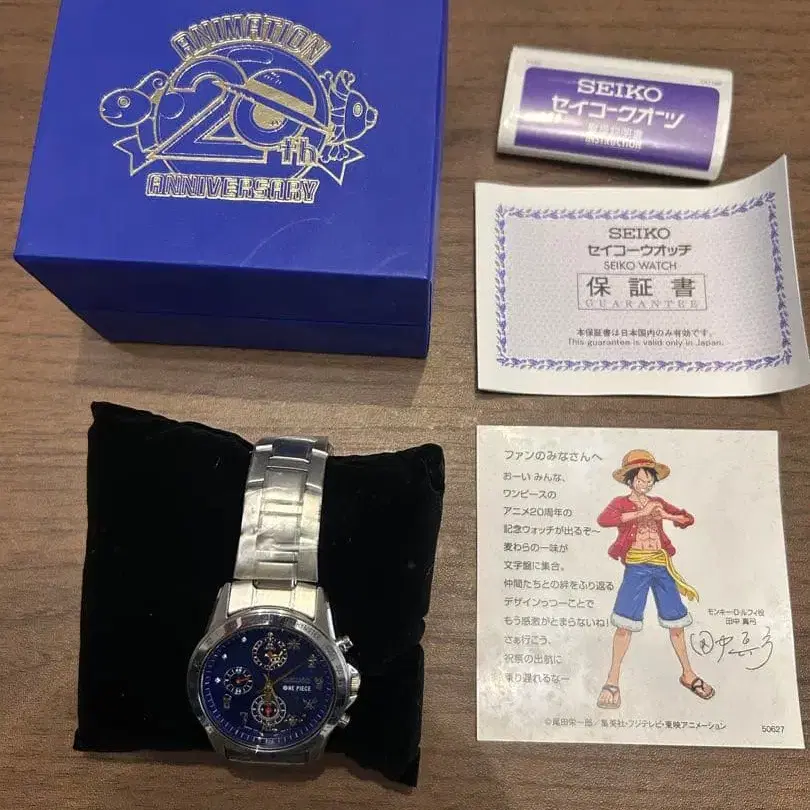 ANIMATION
20th
ANNIVERSARY
SEIKO
セイコークオーツ
INSTRUCTION
SEIKO
セイコーウオッチ
SEIKO WATCH
保証書
GUARANTEE
本保証書は日本国内のみ有効です。
This guarantee is valid only in Japan.
ファンのみなさんへ
おーい みんな、
ワンピースの
アニメ20周年の
記念ウォッチが出るぞ〜
麦わらの一味が
文字盤に集合。
仲間たちとの絆をふり返る
デザインっつーことで
もう感激がとまらないね!
さぁ行こう、
祝祭の出航に
乗り遅れるなー
モンキー・D・ルフィ役
田中 真弓
田中真弓
©尾田栄一郎/集英社・フジテレビ・東映アニメーション
50627
SEIKO
ONE PIECE